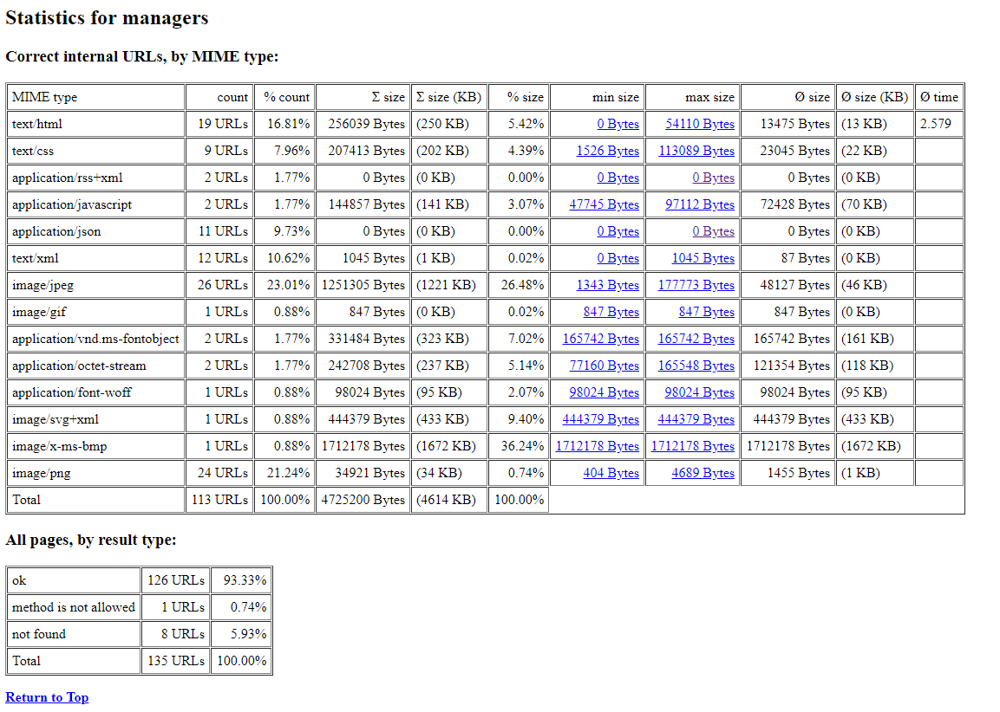 Statistics for managers
Correct internal URLs, by MIME type:
MIME type count % count Σ size Σ size (KB) % size min size max size Ø size Ø size (KB) Ø time
text/html 19 URLs 16.81% 256039 Bytes (250 KB) 5.42% 0 Bytes 54110 Bytes 13475 Bytes (13 KB) 2.579
text/css 9 URLs 7.96% 207413 Bytes (202 KB) 4.39% 1526 Bytes 113089 Bytes 23045 Bytes (22 KB)
application/rss+xml 2 URLs 1.77% 0 Bytes (0 KB) 0.00% 0 Bytes 0 Bytes 0 Bytes (0 KB)
application/javascript 2 URLs 1.77% 144857 Bytes (141 KB) 3.07% 47745 Bytes 97112 Bytes 72428 Bytes (70 KB)
application/json 11 URLs 9.73% 0 Bytes (0 KB) 0.00% 0 Bytes 0 Bytes 0 Bytes (0 KB)
text/xml 12 URLs 10.62% 1045 Bytes (1 KB) 0.02% 0 Bytes 1045 Bytes 87 Bytes (0 KB)
image/jpeg 26 URLs 23.01% 1251305 Bytes (1221 KB) 26.48% 1343 Bytes 177773 Bytes 48127 Bytes (46 KB)
image/gif 1 URLs 0.88% 847 Bytes (0 KB) 0.02% 847 Bytes 847 Bytes 847 Bytes (0 KB)
application/vnd.ms-fontobject 2 URLs 1.77% 331484 Bytes (323 KB) 7.02% 165742 Bytes 165742 Bytes 165742 Bytes (161 KB)
application/octet-stream 2 URLs 1.77% 242708 Bytes (237 KB) 5.14% 77160 Bytes 165548 Bytes 121354 Bytes (118 KB)
application/font-woff 1 URLs 0.88% 98024 Bytes (95 KB) 2.07% 98024 Bytes 98024 Bytes 98024 Bytes (95 KB)
image/svg+xml 1 URLs 0.88% 444379 Bytes (433 KB) 9.40% 444379 Bytes 444379 Bytes 444379 Bytes (433 KB)
image/x-ms-bmp 1 URLs 0.88% 1712178 Bytes (1672 KB) 36.24% 1712178 Bytes 1712178 Bytes 1712178 Bytes (1672 KB)
image/png 24 URLs 21.24% 34921 Bytes (34 KB) 0.74% 404 Bytes 4689 Bytes 1455 Bytes (1 KB)
Total 113 URLs 100.00% 4725200 Bytes (4614 KB) 100.00%
All pages, by result type:
ok 126 URLs 93.33%
method is not allowed 1 URLs 0.74%
not found 8 URLs 5.93%
Total 135 URLs 100.00%
Return to Top